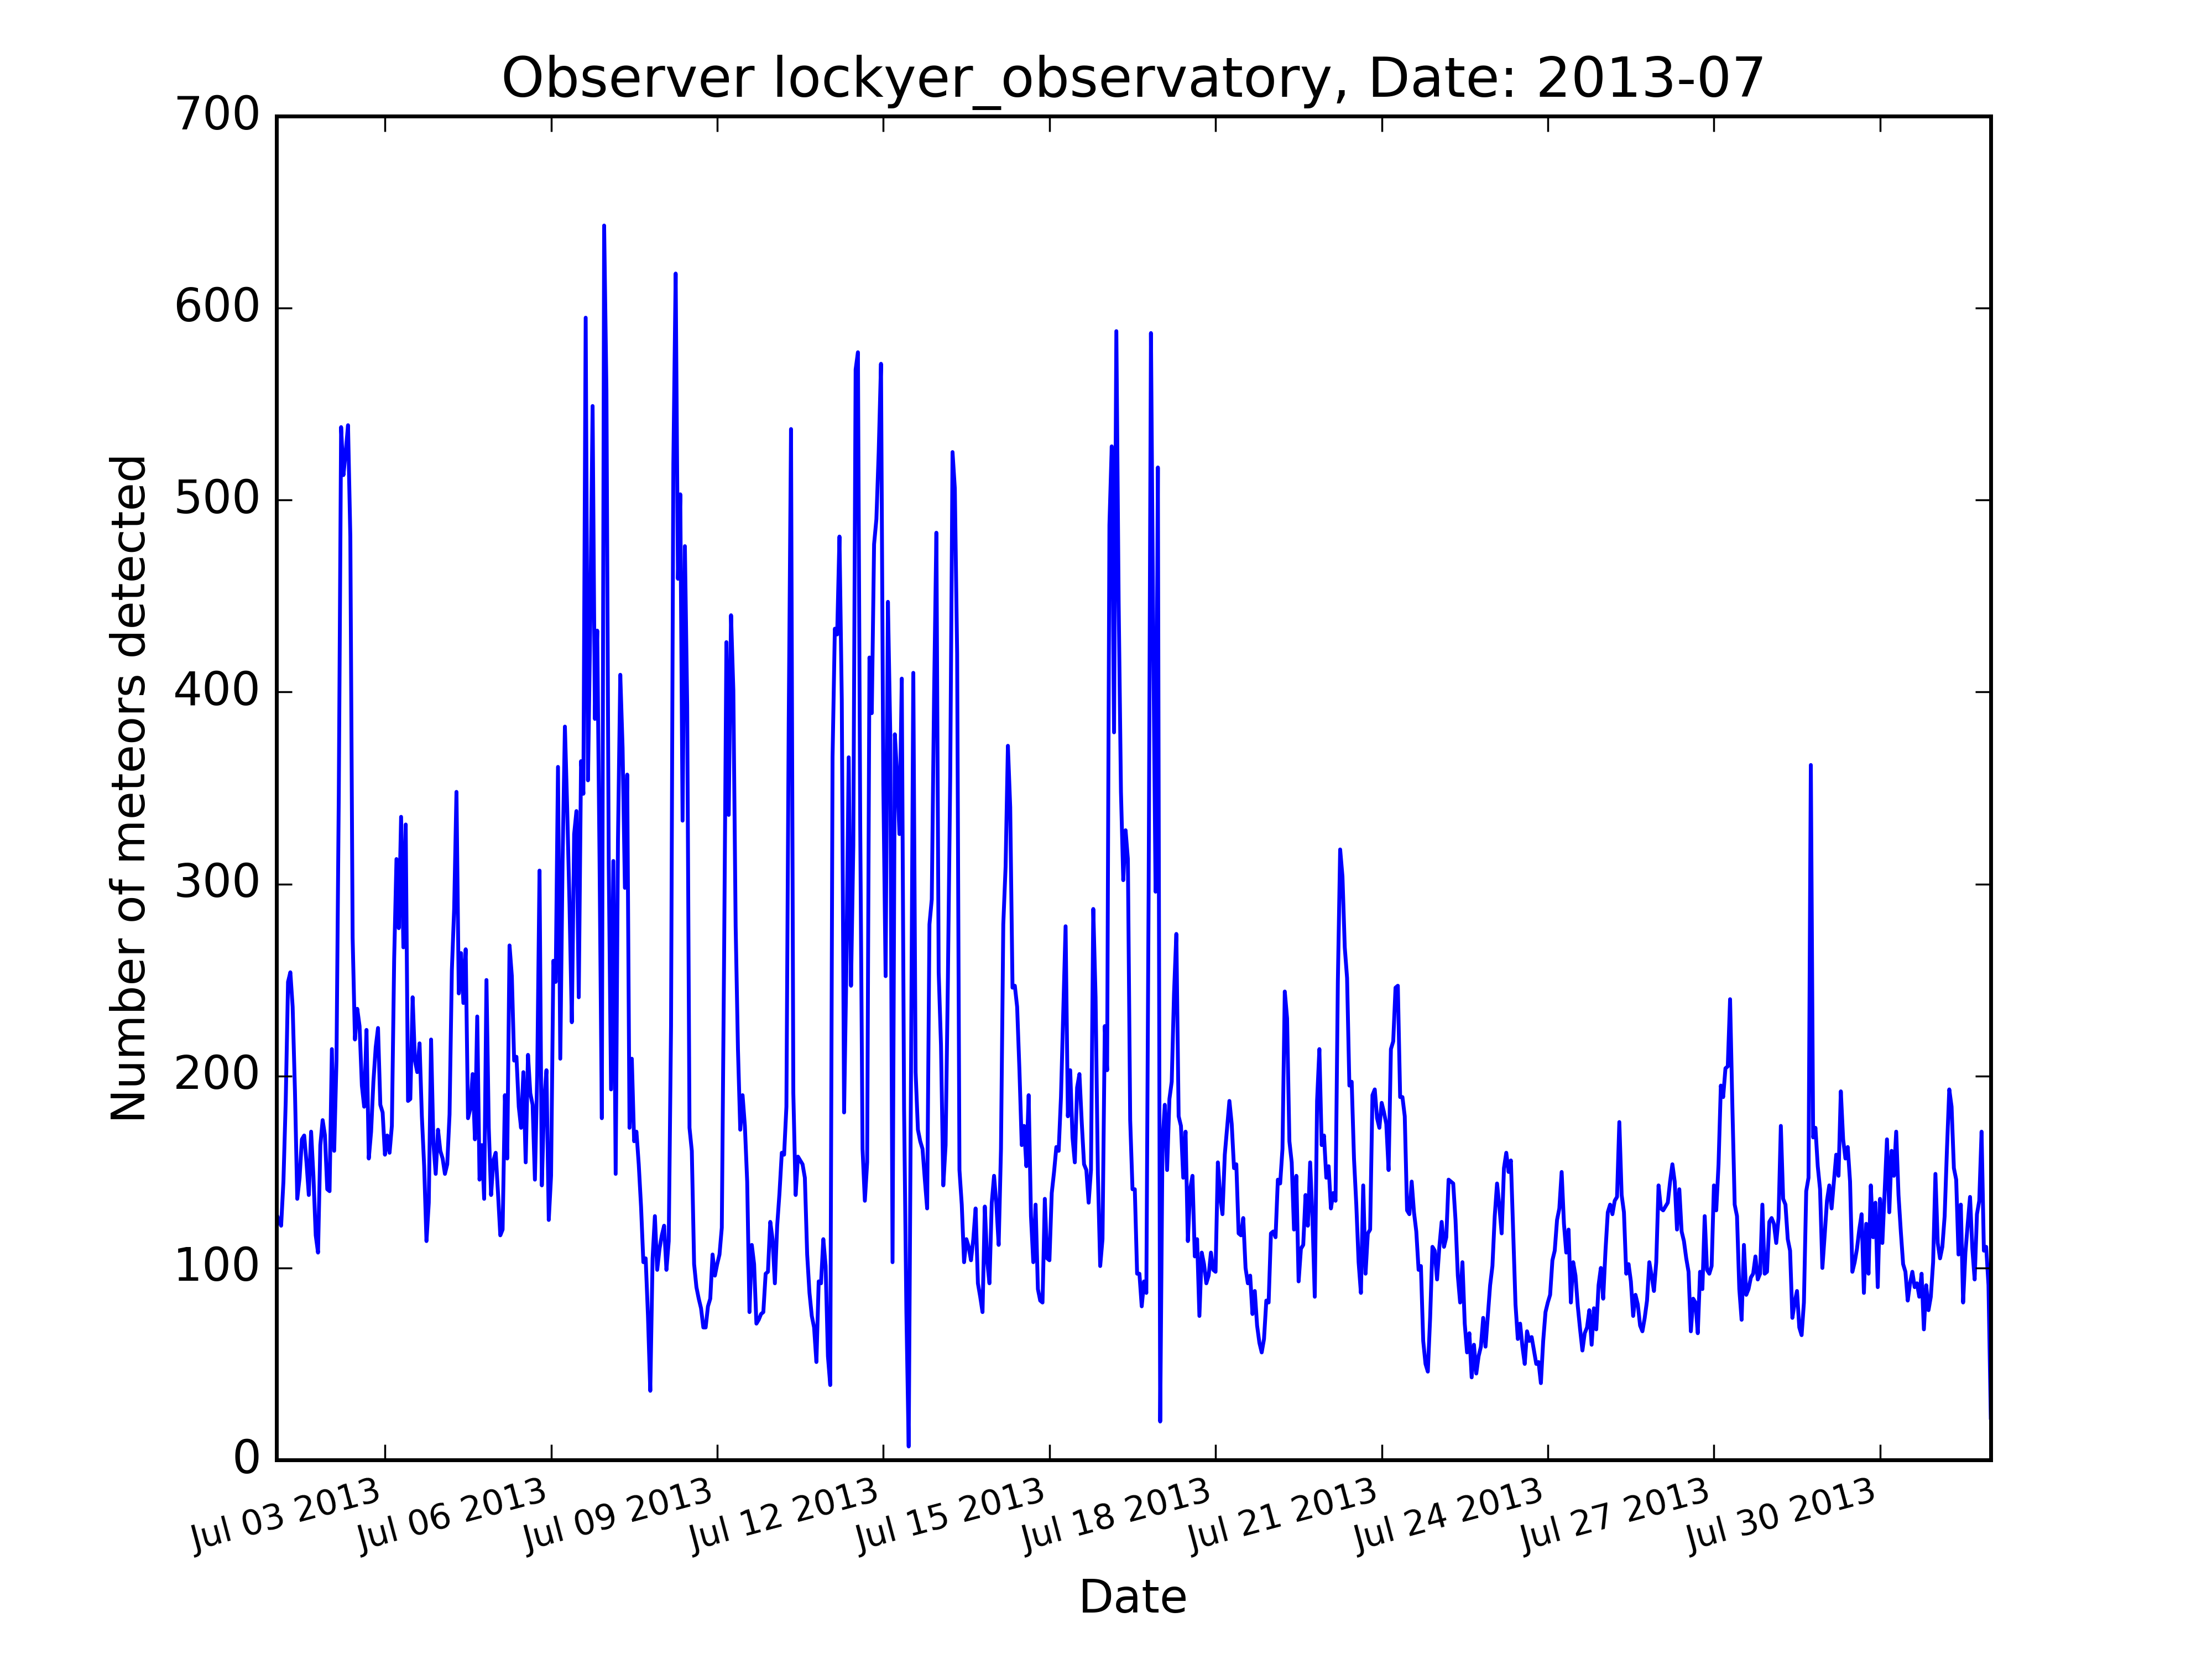 Observer lockyer_observatory, Date: 2013-07
700
600
500
400
300
200
100
0
Number of meteors detected
Jul 03 2013
Jul 06 2013
Jul 09 2013
Jul 12 2013
Jul 15 2013
Jul 18 2013
Jul 21 2013
Jul 24 2013
Jul 27 2013
Jul 30 2013
Date